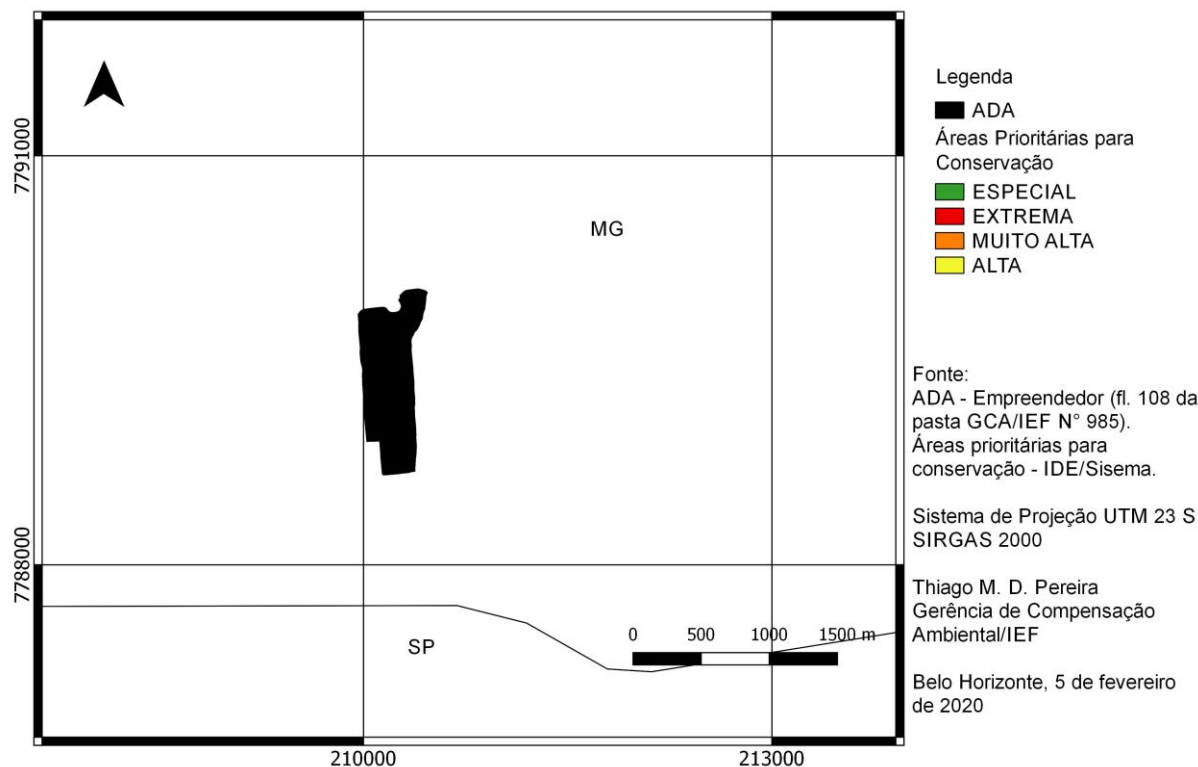 7791000
7788000
MG
SP
0 500 1000 1500 m
210000 213000
Legenda
ADA
Áreas Prioritárias para
Conservação
ESPECIAL
EXTREMA
MUITO ALTA
ALTA
Fonte:
ADA - Empreendedor (fl. 108 da
pasta GCA/IEF N° 985).
Áreas prioritárias para
conservação - IDE/Sisema.
Sistema de Projeção UTM 23 S
SIRGAS 2000
Thiago M. D. Pereira
Gerência de Compensação
Ambiental/IEF
Belo Horizonte, 5 de fevereiro
de 2020